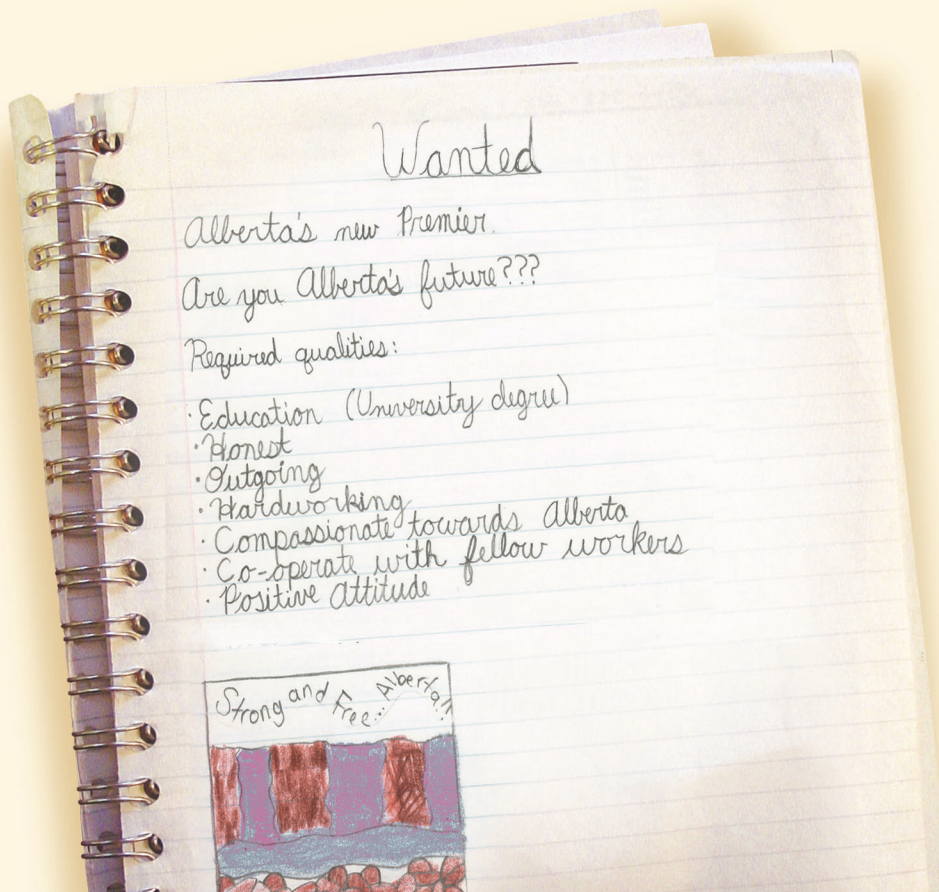 Wanted
Alberta's new Premier.
Are you Alberta's future???
Required qualities:
· Education (University degree)
· Honest
· Outgoing
· Hardworking
· Compassionate towards Alberta
· Co-operate with fellow workers
· Positive attitude
Strong and Free... Alberta!!